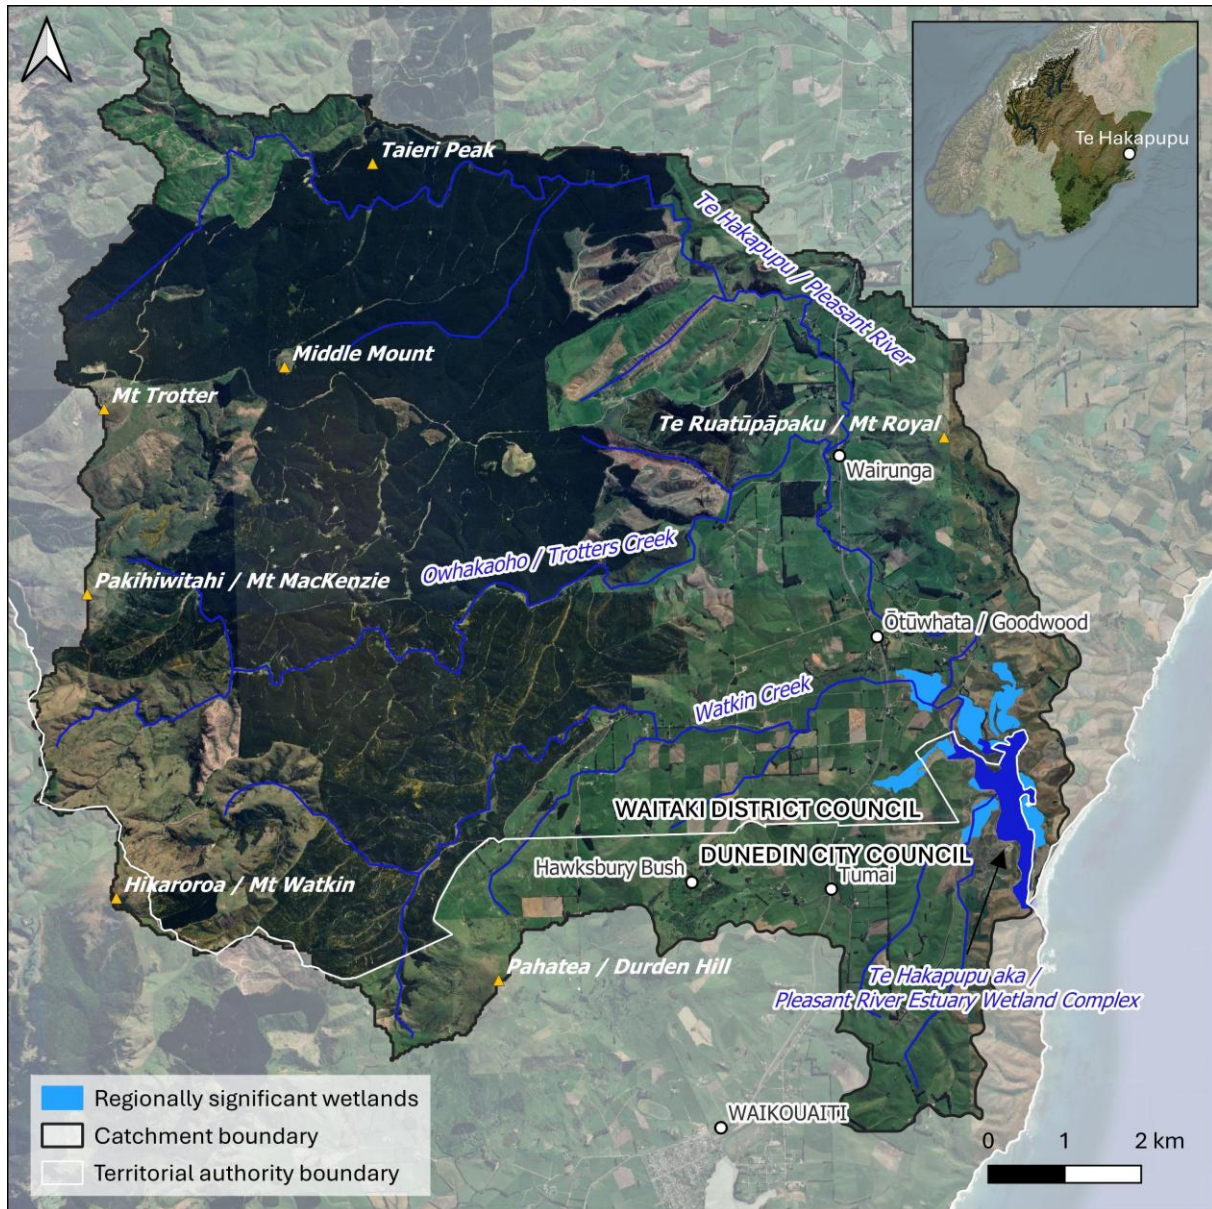 Te Hakapupu
Taieri Peak
Te Hakapupu / Pleasant River
Middle Mount
Mt Trotter
Te Ruatūpāpaku / Mt Royal
Wairunga
Owhakaoho / Trotters Creek
Pakihiwitahi / Mt MacKenzie
Ōtūwhata / Goodwood
Watkin Creek
WAITAKI DISTRICT COUNCIL
DUNEDIN CITY COUNCIL
Hawksbury Bush
Tumai
Hikaroroa / Mt Watkin
Pahatea / Durden Hill
Te Hakapupu aka /
Pleasant River Estuary Wetland Complex
WAIKOUAITI
Regionally significant wetlands
Catchment boundary
Territorial authority boundary
0 1 2 km